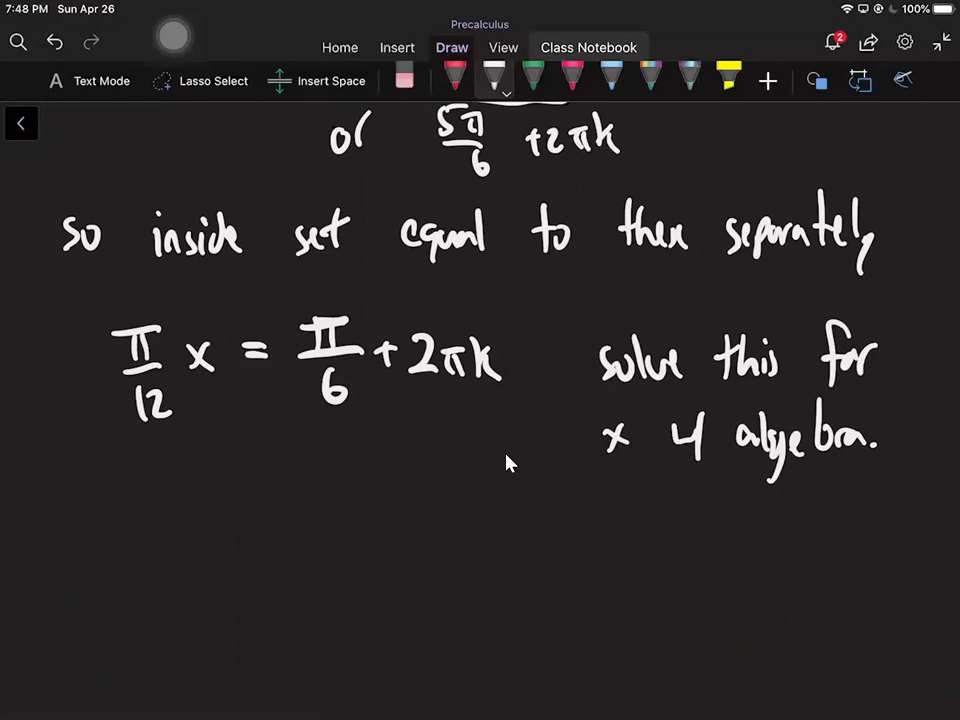 7:48 PM Sun Apr 26 100%
Precalculus
Home Insert Draw View Class Notebook 2
Text Mode Lasso Select Insert Space
or 5π/6 +2πk
so inside set equal to them separately
π/12 x = π/6 + 2πk solve this for
x 4 algebra.